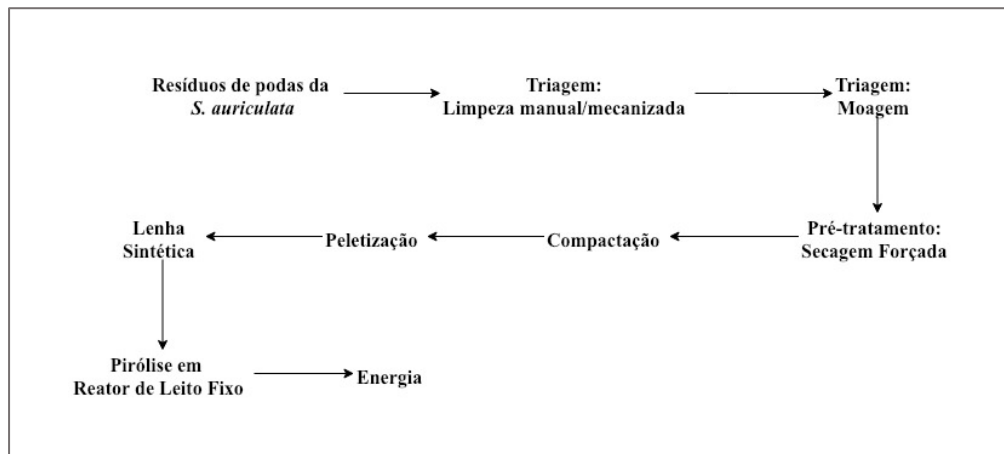 Resíduos de podas da
S. auriculata
Triagem:
Limpeza manual/mecanizada
Triagem:
Moagem
Pré-tratamento:
Secagem Forçada
Compactação
Peletização
Lenha
Sintética
Pirólise em
Reator de Leito Fixo
Energia